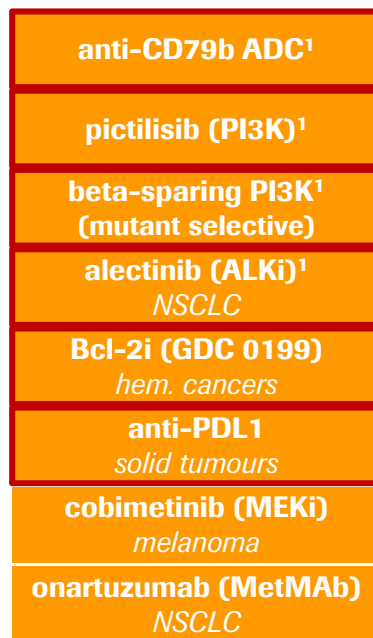 anti-CD79b ADC¹
pictilisib (PI3K)¹
beta-sparing PI3K¹
(mutant selective)
alectinib (ALKi)¹
NSCLC
Bcl-2i (GDC 0199)
hem. cancers
anti-PDL1
solid tumours
cobimetinib (MEKi)
melanoma
onartuzumab (MetMAb)
NSCLC